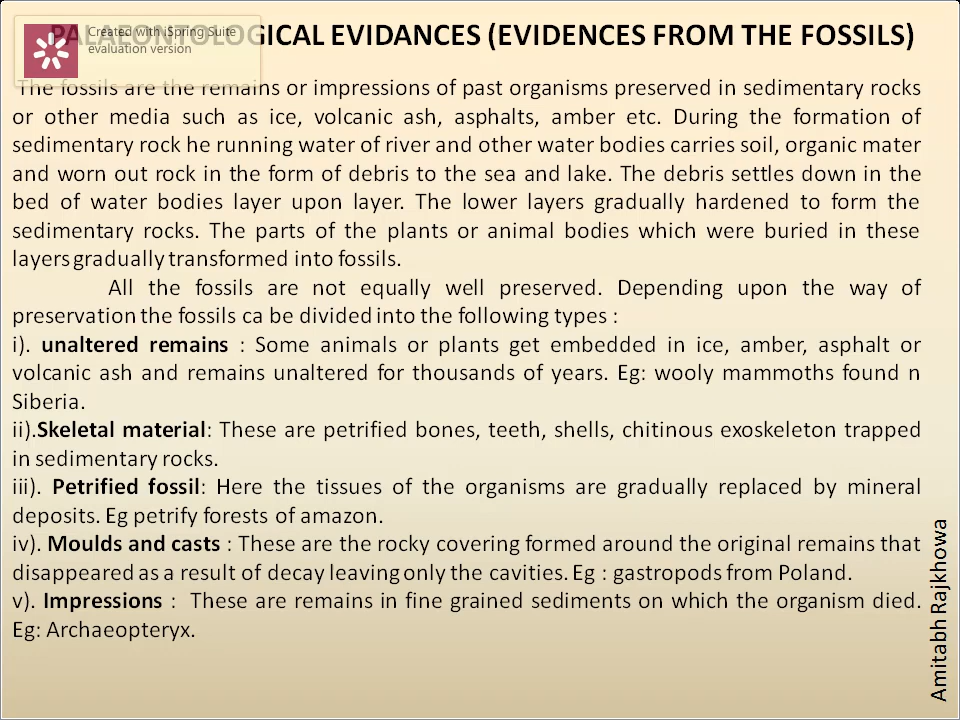 PALAEONTOLOGICAL EVIDANCES (EVIDENCES FROM THE FOSSILS)
Created with iSpring Suite
evaluation version
The fossils are the remains or impressions of past organisms preserved in sedimentary rocks
or other media such as ice, volcanic ash, asphalts, amber etc. During the formation of
sedimentary rock he running water of river and other water bodies carries soil, organic mater
and worn out rock in the form of debris to the sea and lake. The debris settles down in the
bed of water bodies layer upon layer. The lower layers gradually hardened to form the
sedimentary rocks. The parts of the plants or animal bodies which were buried in these
layers gradually transformed into fossils.
All the fossils are not equally well preserved. Depending upon the way of
preservation the fossils ca be divided into the following types :
i). unaltered remains : Some animals or plants get embedded in ice, amber, asphalt or
volcanic ash and remains unaltered for thousands of years. Eg: wooly mammoths found n
Siberia.
ii).Skeletal material: These are petrified bones, teeth, shells, chitinous exoskeleton trapped
in sedimentary rocks.
iii). Petrified fossil: Here the tissues of the organisms are gradually replaced by mineral
deposits. Eg petrify forests of amazon.
iv). Moulds and casts : These are the rocky covering formed around the original remains that
disappeared as a result of decay leaving only the cavities. Eg : gastropods from Poland.
v). Impressions : These are remains in fine grained sediments on which the organism died.
Eg: Archaeopteryx.
Amitabh Rajkhowa